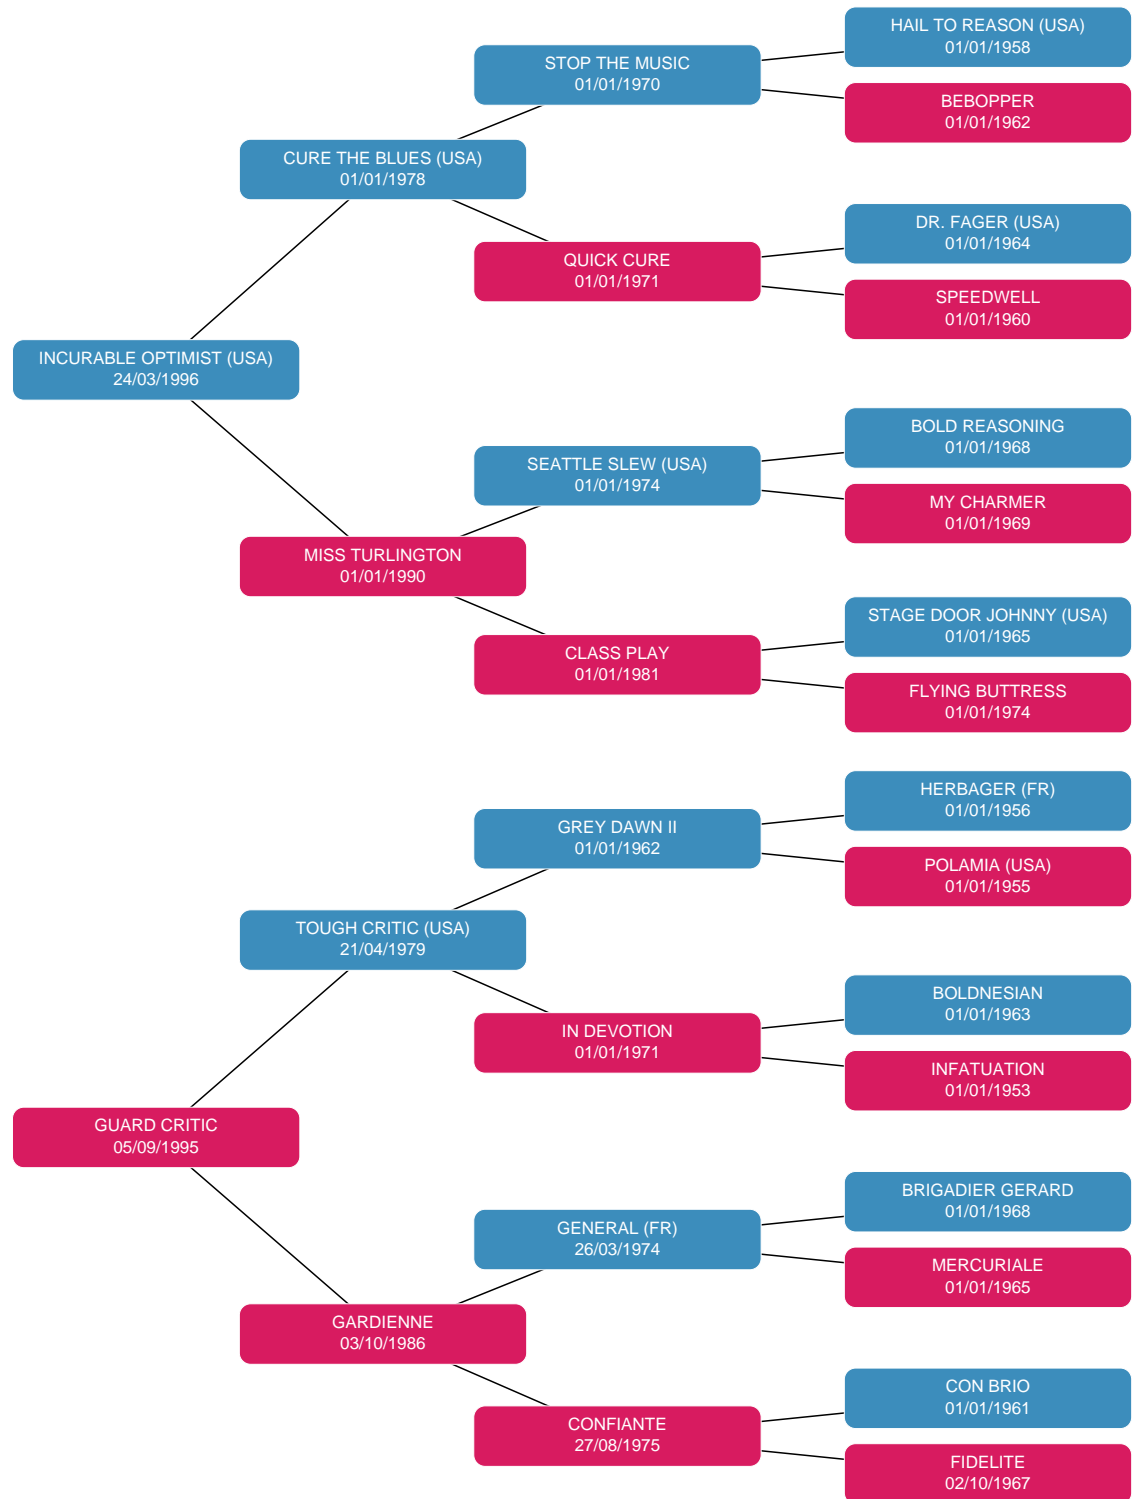 HAIL TO REASON (USA)
01/01/1958
STOP THE MUSIC
01/01/1970
BEBOPPER
01/01/1962
CURE THE BLUES (USA)
01/01/1978
DR. FAGER (USA)
01/01/1964
QUICK CURE
01/01/1971
SPEEDWELL
01/01/1960
INCURABLE OPTIMIST (USA)
24/03/1996
BOLD REASONING
01/01/1968
SEATTLE SLEW (USA)
01/01/1974
MY CHARMER
01/01/1969
MISS TURLINGTON
01/01/1990
STAGE DOOR JOHNNY (USA)
01/01/1965
CLASS PLAY
01/01/1981
FLYING BUTTRESS
01/01/1974
HERBAGER (FR)
01/01/1956
GREY DAWN II
01/01/1962
POLAMIA (USA)
01/01/1955
TOUGH CRITIC (USA)
21/04/1979
BOLDNESIAN
01/01/1963
IN DEVOTION
01/01/1971
INFATUATION
01/01/1953
GUARD CRITIC
05/09/1995
BRIGADIER GERARD
01/01/1968
GENERAL (FR)
26/03/1974
MERCURIALE
01/01/1965
GARDIENNE
03/10/1986
CON BRIO
01/01/1961
CONFIANTE
27/08/1975
FIDELITE
02/10/1967